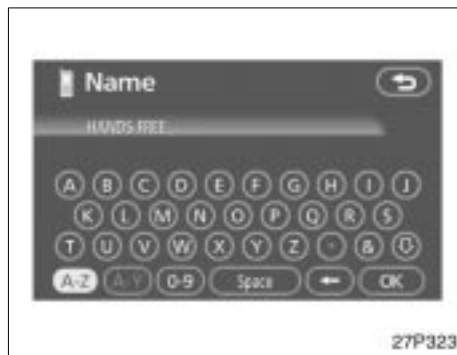 Name
HANDS FREE...
A B C D E F G H I J
K L M N O P Q R S
T U V W X Y Z - &
A-Z A-Y 0-9 Space ← OK
27P323